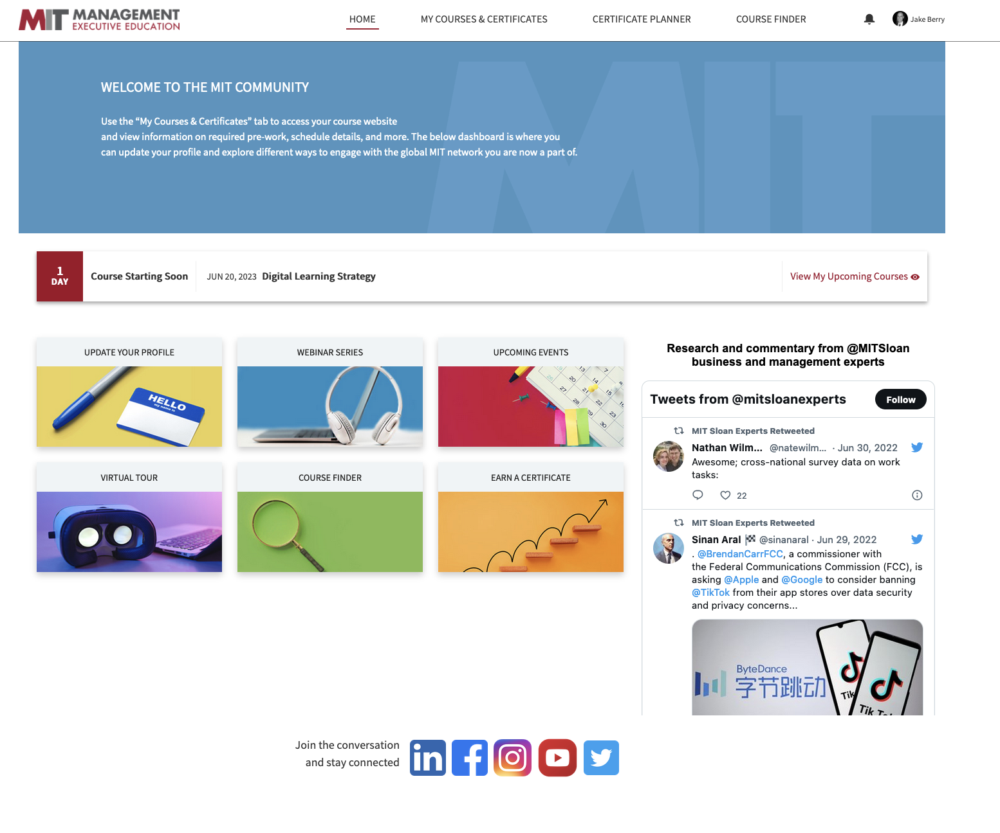 MIT MANAGEMENT
EXECUTIVE EDUCATION
HOME
MY COURSES & CERTIFICATES
CERTIFICATE PLANNER
COURSE FINDER
Jake Berry
MIT
WELCOME TO THE MIT COMMUNITY
Use the “My Courses & Certificates” tab to access your course website
and view information on required pre-work, schedule details, and more. The below dashboard is where you
can update your profile and explore different ways to engage with the global MIT network you are now a part of.
1
DAY
Course Starting Soon
JUN 20, 2023 Digital Learning Strategy
View My Upcoming Courses
UPDATE YOUR PROFILE
HELLO
my name is
WEBINAR SERIES
UPCOMING EVENTS
VIRTUAL TOUR
COURSE FINDER
EARN A CERTIFICATE
Research and commentary from @MITSloan
business and management experts
Tweets from @mitsloanexperts
Follow
MIT Sloan Experts Retweeted
Nathan Wilm... @natewilm... · Jun 30, 2022
Awesome; cross-national survey data on work
tasks:
22
MIT Sloan Experts Retweeted
Sinan Aral @sinanaral · Jun 29, 2022
. @BrendanCarrFCC, a commissioner with
the Federal Communications Commission (FCC), is
asking @Apple and @Google to consider banning
@TikTok from their app stores over data security
and privacy concerns...
ByteDance
字节跳动
Tik
Tik To
Join the conversation
and stay connected
in